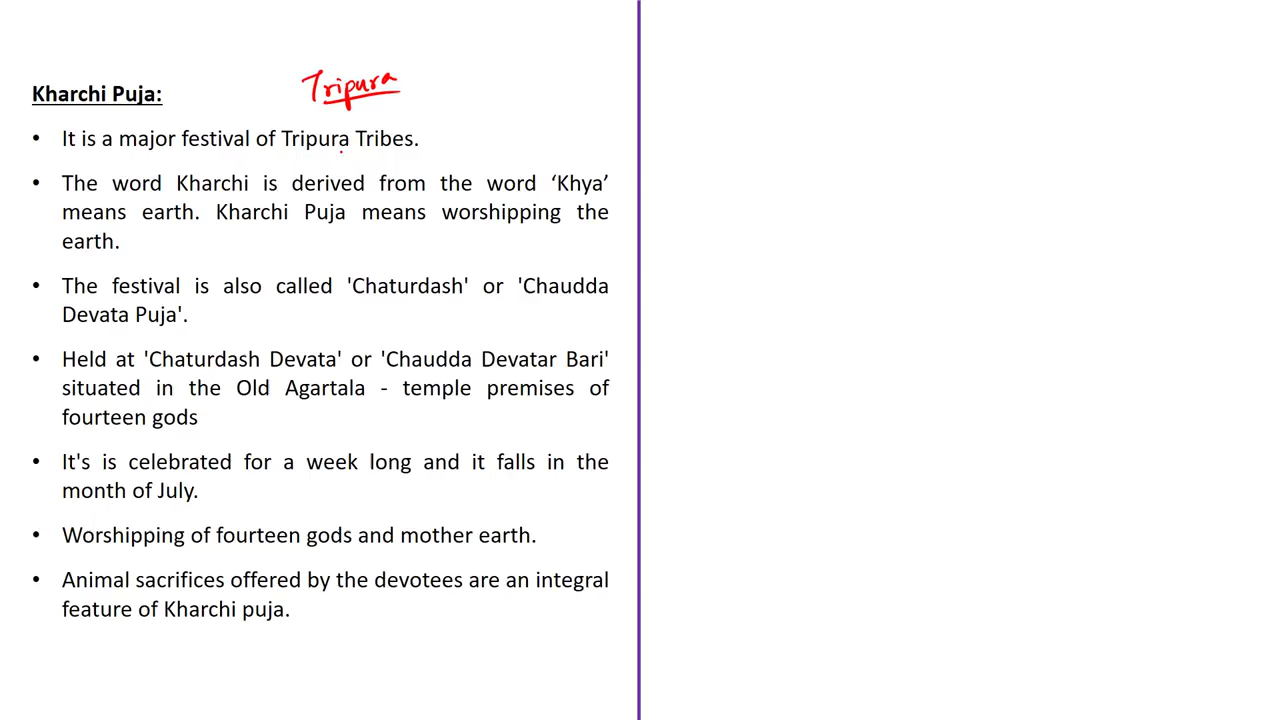 Tripura
Kharchi Puja:
• It is a major festival of Tripura Tribes.
• The word Kharchi is derived from the word ‘Khya’
means earth. Kharchi Puja means worshipping the
earth.
• The festival is also called 'Chaturdash' or 'Chaudda
Devata Puja'.
• Held at 'Chaturdash Devata' or 'Chaudda Devatar Bari'
situated in the Old Agartala - temple premises of
fourteen gods
• It's is celebrated for a week long and it falls in the
month of July.
• Worshipping of fourteen gods and mother earth.
• Animal sacrifices offered by the devotees are an integral
feature of Kharchi puja.